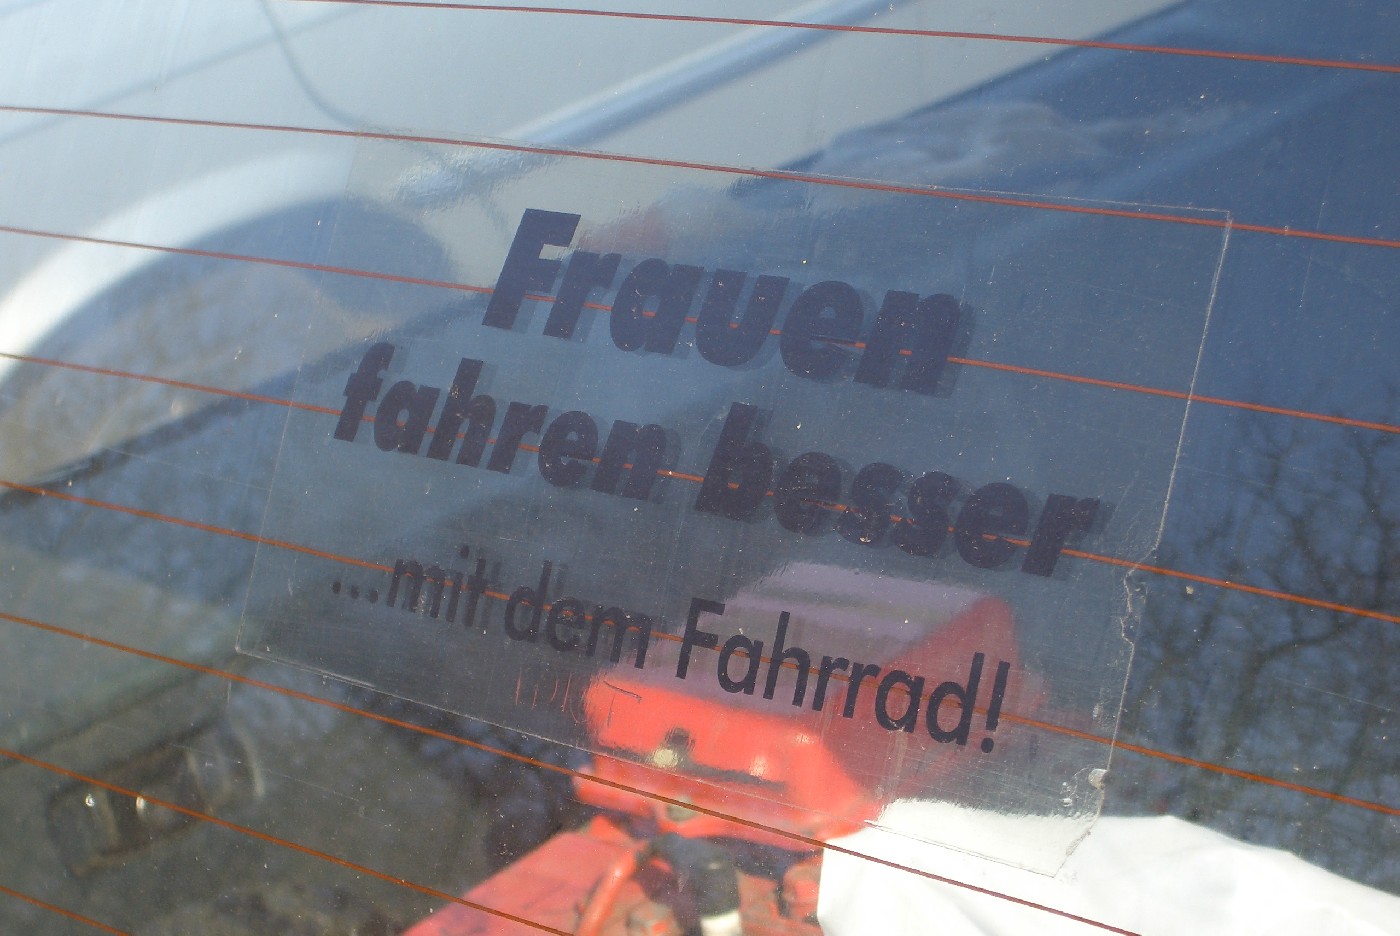 Frauen
fahren besser
...mit dem Fahrrad!